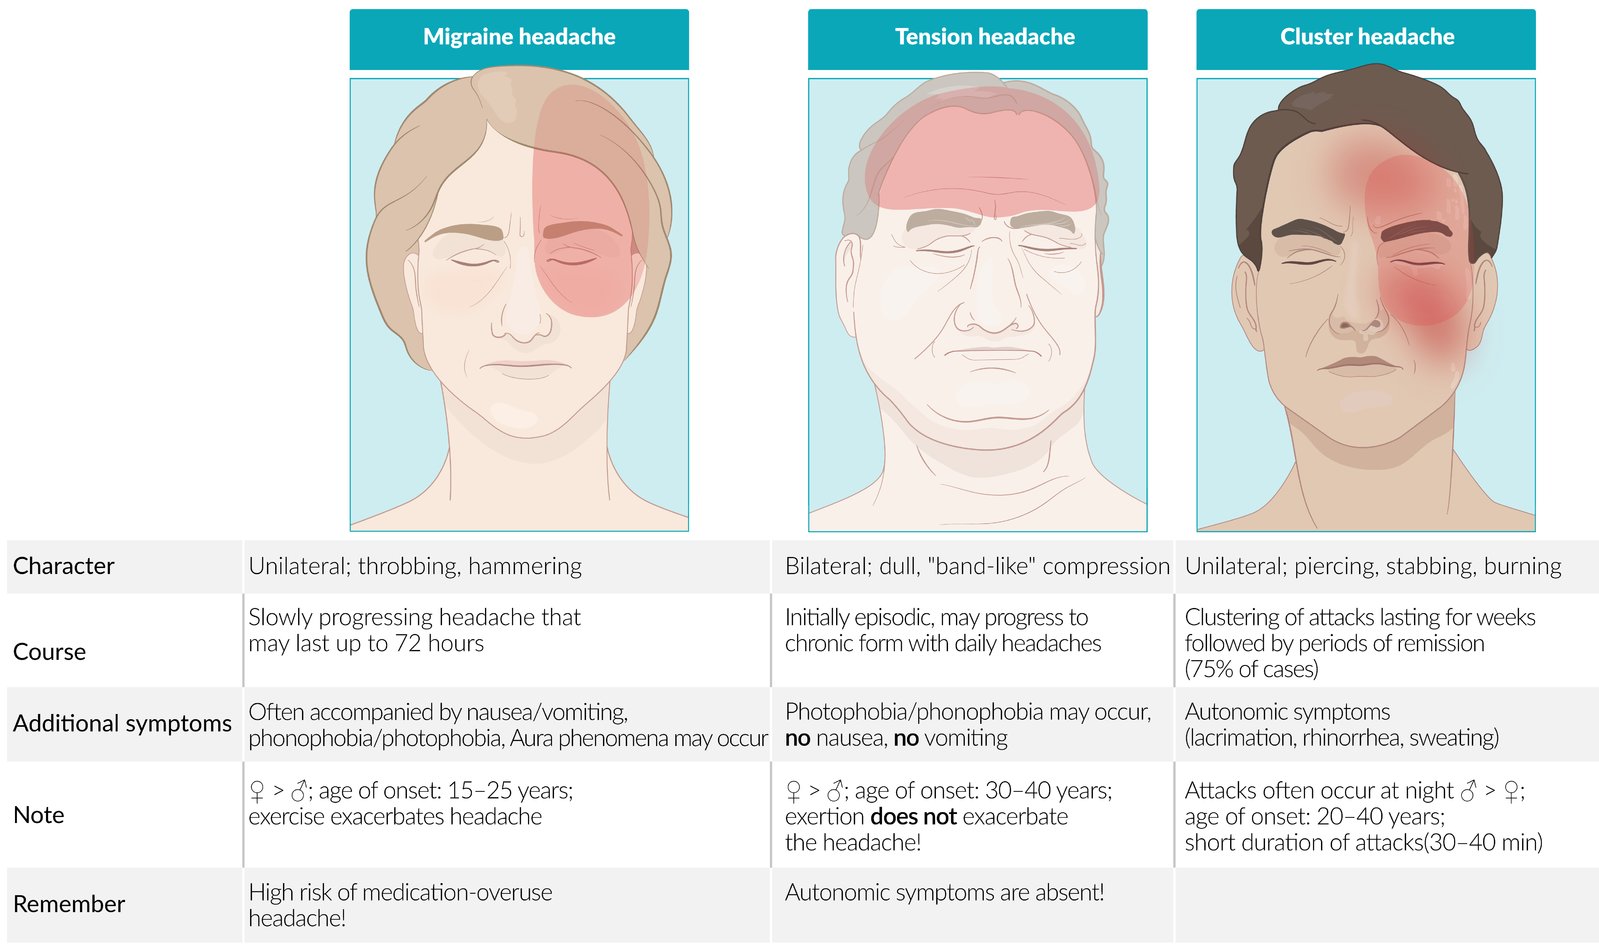 Migraine headache
Tension headache
Cluster headache
Character
Unilateral; throbbing, hammering
Bilateral; dull, "band-like" compression
Unilateral; piercing, stabbing, burning
Course
Slowly progressing headache that
may last up to 72 hours
Initially episodic, may progress to
chronic form with daily headaches
Clustering of attacks lasting for weeks
followed by periods of remission
(75% of cases)
Additional symptoms
Often accompanied by nausea/vomiting,
phonophobia/photophobia, Aura phenomena may occur
Photophobia/phonophobia may occur,
no nausea, no vomiting
Autonomic symptoms
(lacrimation, rhinorrhea, sweating)
Note
♀ > ♂; age of onset: 15–25 years;
exercise exacerbates headache
♀ > ♂; age of onset: 30–40 years;
exertion does not exacerbate
the headache!
Attacks often occur at night ♂ > ♀;
age of onset: 20–40 years;
short duration of attacks(30–40 min)
Remember
High risk of medication-overuse
headache!
Autonomic symptoms are absent!